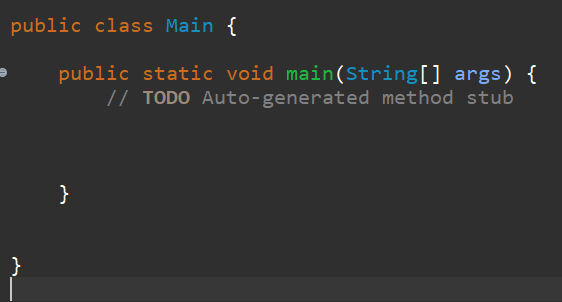 public class Main {
public static void main(String[] args) {
// TODO Auto-generated method stub
}
}